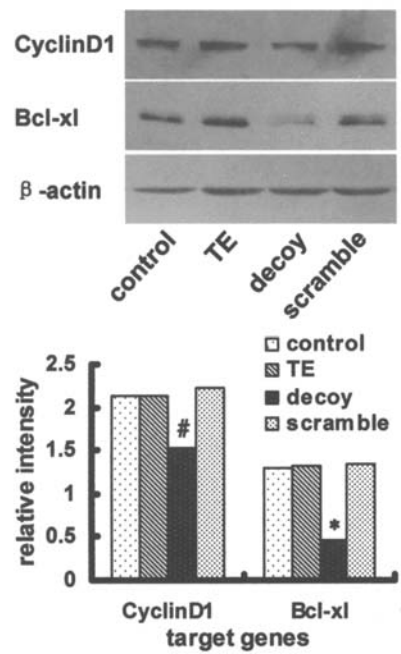 CyclinD1
Bcl-xl
β-actin
control
TE
decoy
scramble
control
TE
decoy
scramble
2.5
2
1.5
1
0.5
0
#
*
relative intensity
CyclinD1 Bcl-xl
target genes